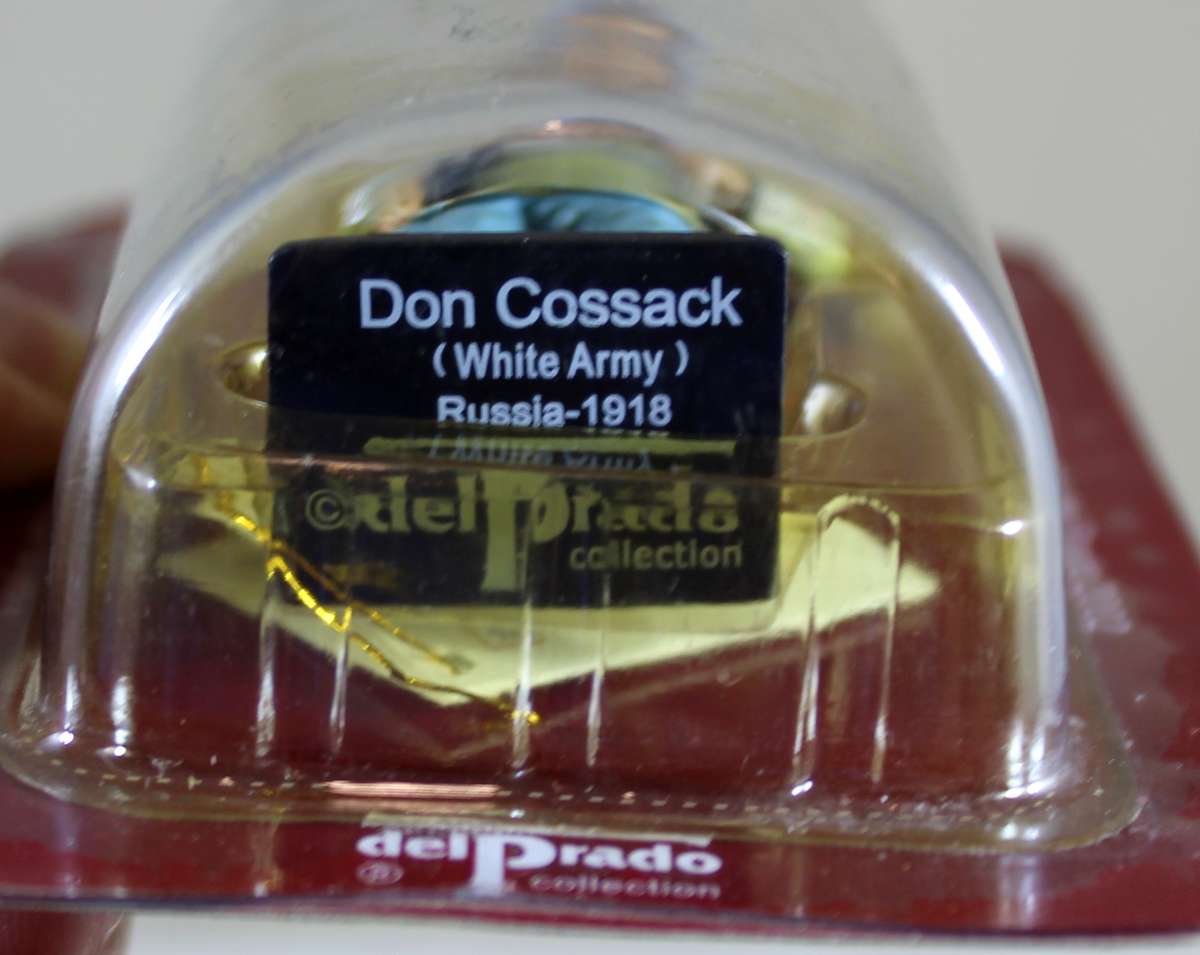 Don Cossack
( White Army )
Russia-1918
© delPrado
collection
delPrado
® collection